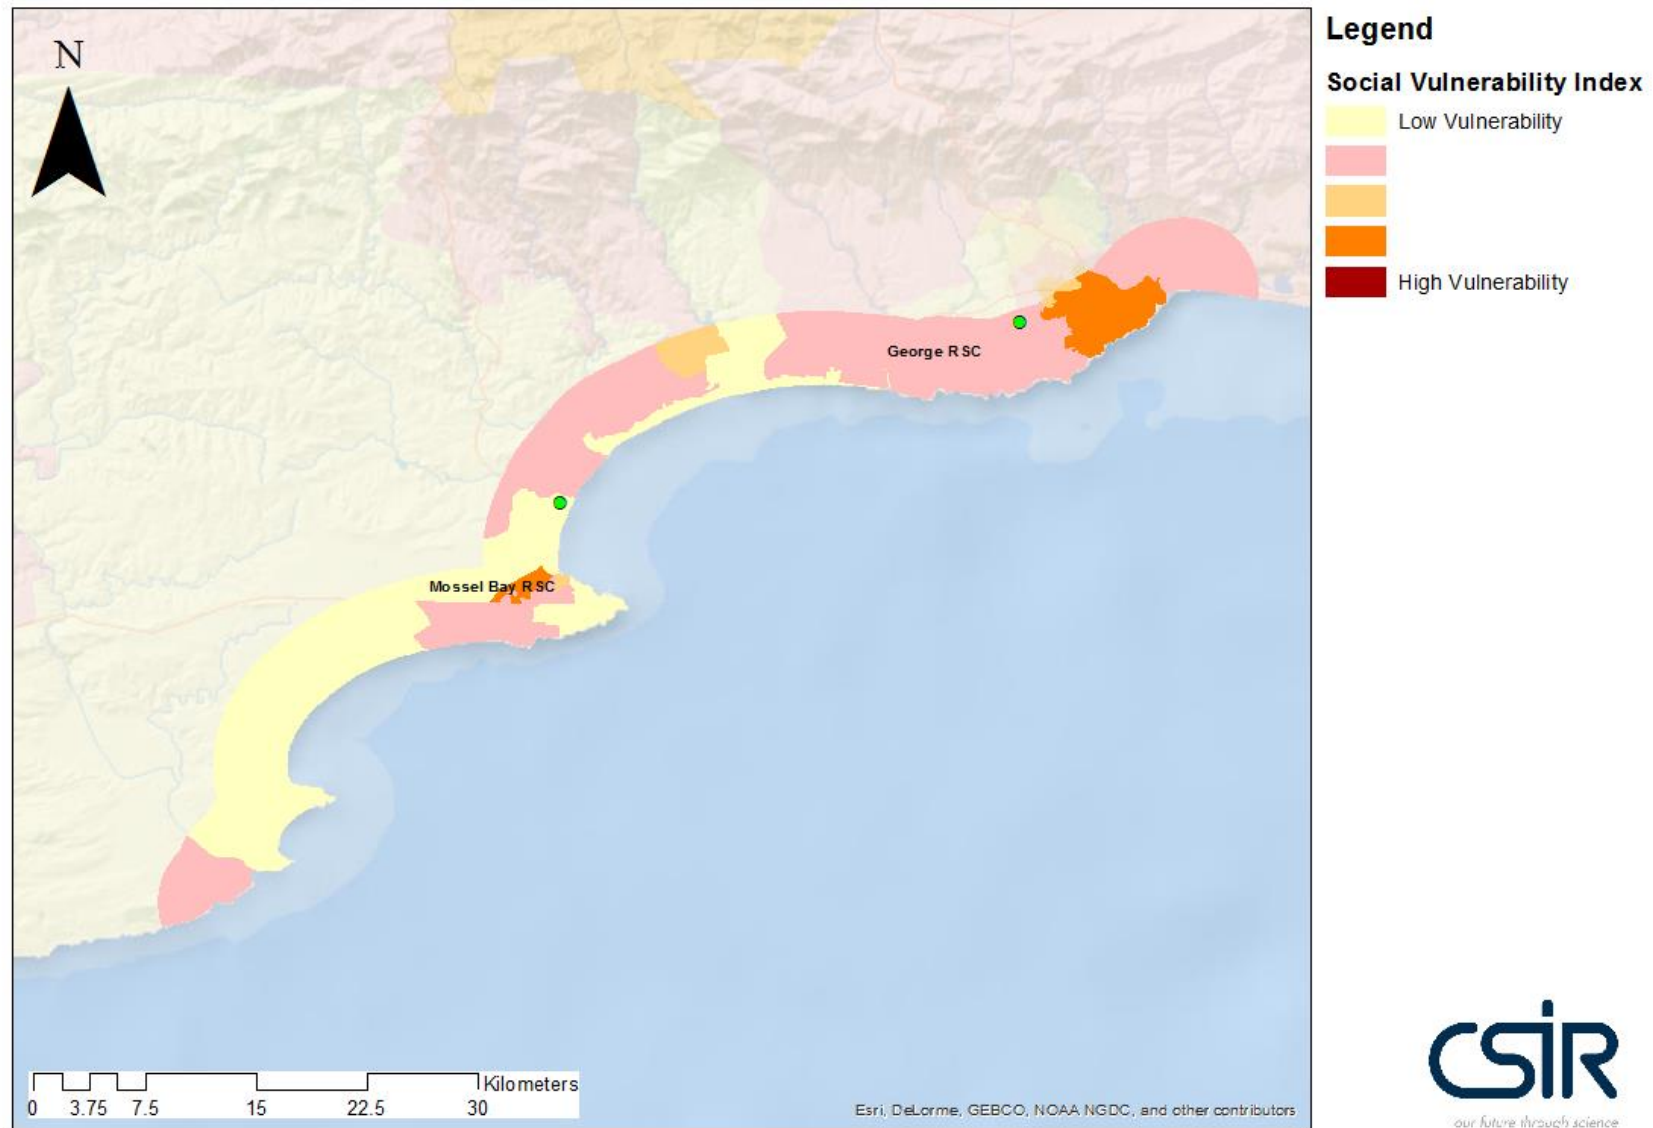 N
Legend
Social Vulnerability Index
Low Vulnerability
High Vulnerability
George RSC
Mossel Bay RSC
Kilometers
0 3.75 7.5 15 22.5 30
Esri, DeLorme, GEBCO, NOAA NGDC, and other contributors
CSIR
our future through science